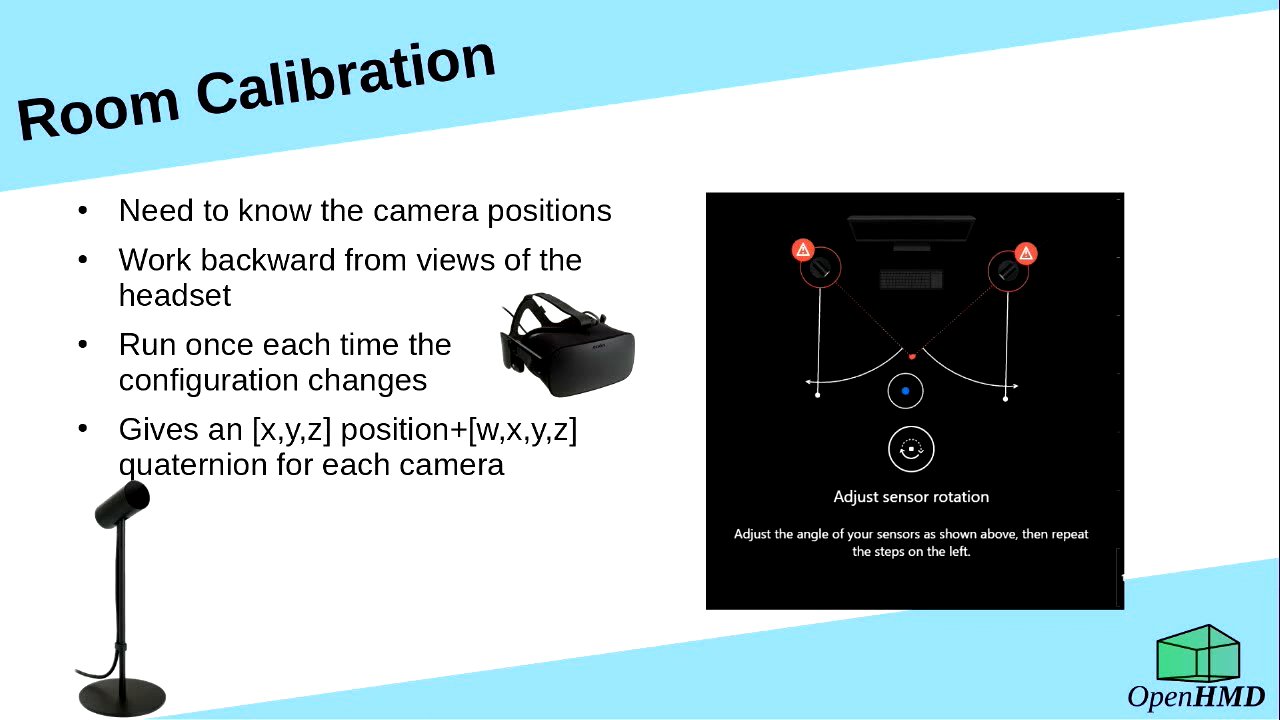 Room Calibration
• Need to know the camera positions
• Work backward from views of the
headset
• Run once each time the
configuration changes
• Gives an [x,y,z] position+[w,x,y,z]
quaternion for each camera
Adjust sensor rotation
Adjust the angle of your sensors as shown above, then repeat
the steps on the left.
OpenHMD